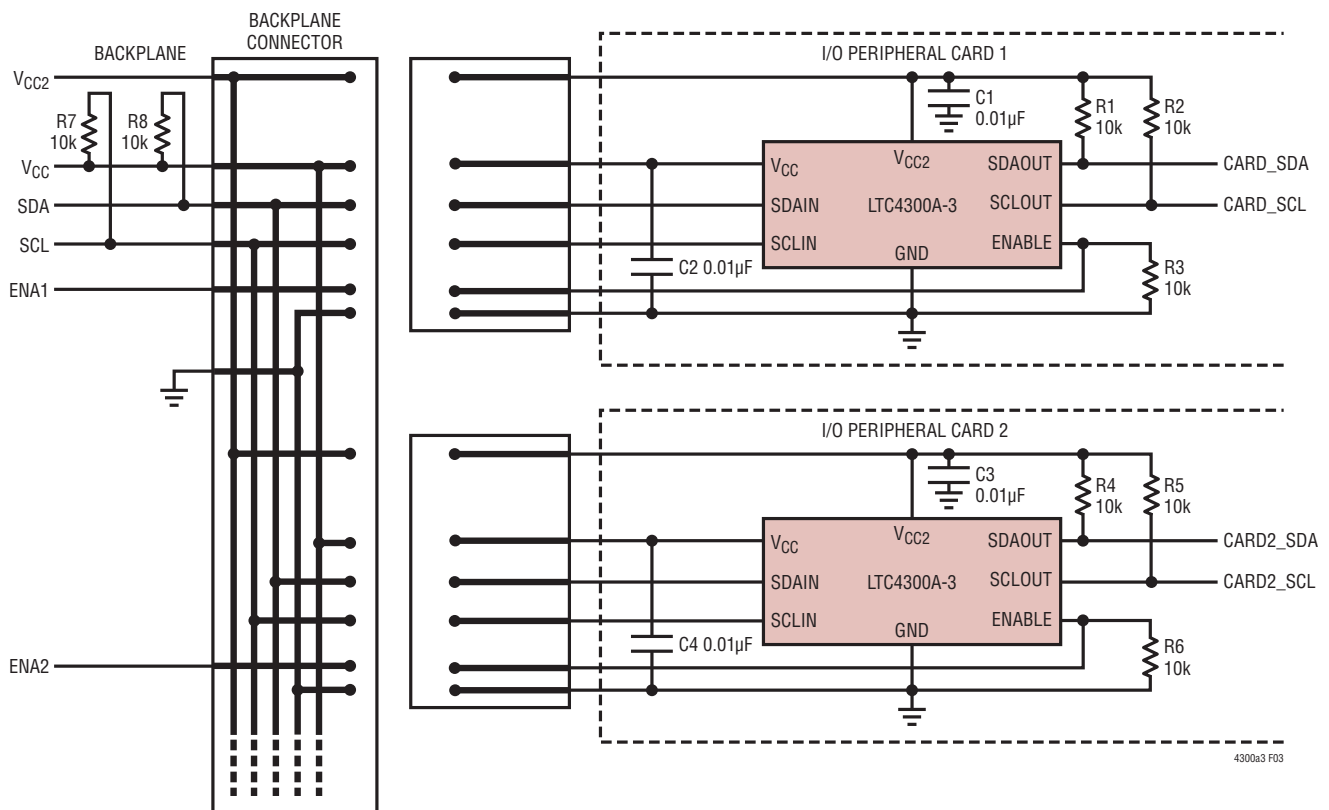 BACKPLANE
CONNECTOR
BACKPLANE
VCC2
R7
10k
R8
10k
VCC
SDA
SCL
ENA1
ENA2
I/O PERIPHERAL CARD 1
C1
0.01µF
R1
10k
R2
10k
VCC
VCC2
SDAOUT
CARD_SDA
SDAIN
LTC4300A-3
SCLOUT
CARD_SCL
SCLIN
ENABLE
GND
C2 0.01µF
R3
10k
I/O PERIPHERAL CARD 2
C3
0.01µF
R4
10k
R5
10k
VCC
VCC2
SDAOUT
CARD2_SDA
SDAIN
LTC4300A-3
SCLOUT
CARD2_SCL
SCLIN
ENABLE
GND
C4 0.01µF
R6
10k
4300a3 F03